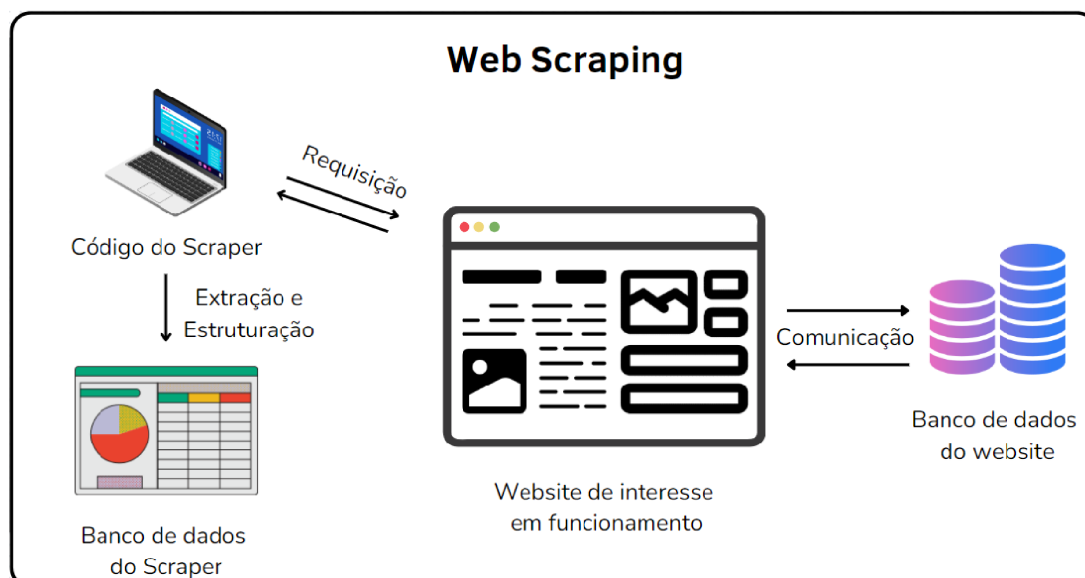 Web Scraping
Requisição
Código do Scraper
Extração e
Estruturação
Comunicação
Banco de dados
do website
Website de interesse
em funcionamento
Banco de dados
do Scraper